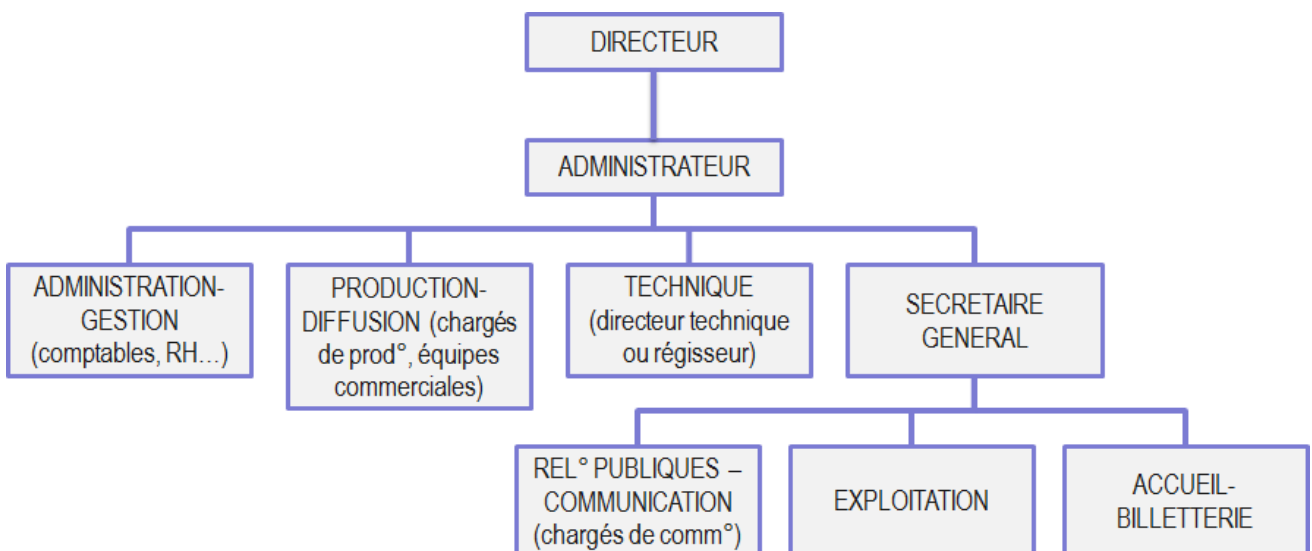 DIRECTEUR
ADMINISTRATEUR
ADMINISTRATION-
GESTION
(comptables, RH…)
PRODUCTION-
DIFFUSION (chargés
de prod°, équipes
commerciales)
TECHNIQUE
(directeur technique
ou régisseur)
SECRETAIRE
GENERAL
REL° PUBLIQUES –
COMMUNICATION
(chargés de comm°)
EXPLOITATION
ACCUEIL-
BILLETTERIE